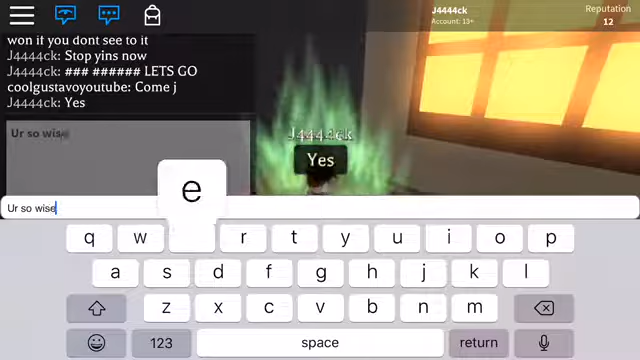 J4444ck
Account: 13+
Reputation
12
won if you dont see to it
J4444ck: Stop yins now
J4444ck: ### ###### LETS GO
coolgustavoyoutube: Come j
J4444ck: Yes
Ur so wise
J4444ck
Yes
e
Ur so wise
q w r t y u i o p
a s d f g h j k l
z x c v b n m
123 space return